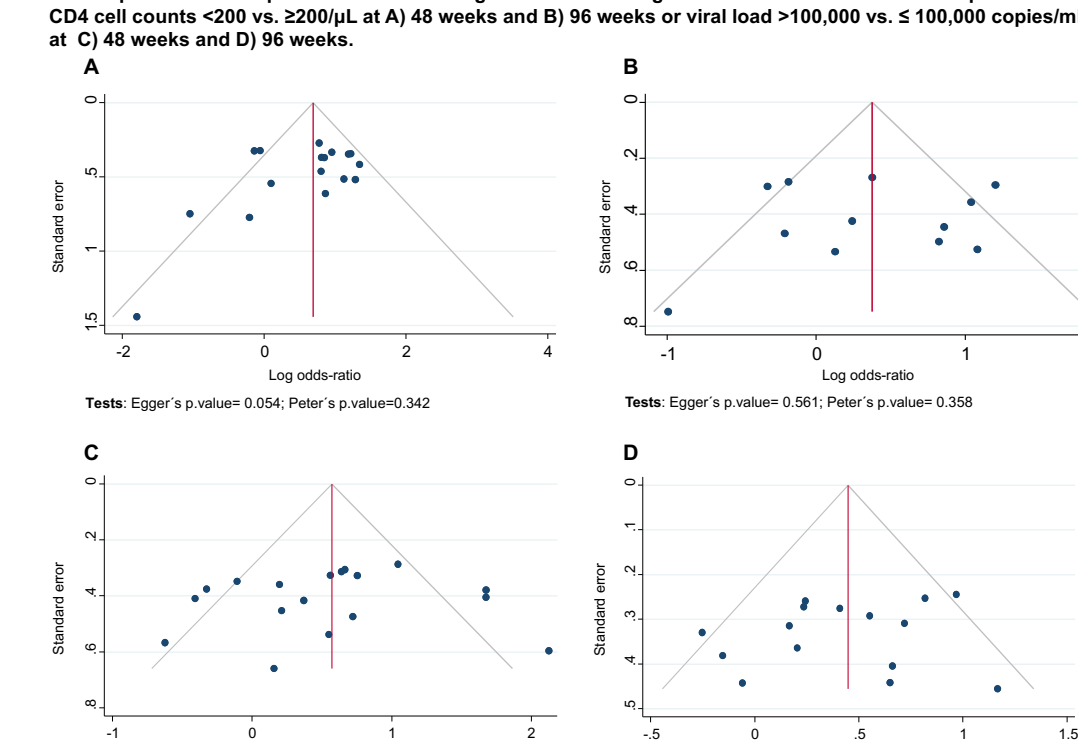 CD4 cell counts <200 vs. ≥200/µL at A) 48 weeks and B) 96 weeks or viral load >100,000 vs. ≤ 100,000 copies/m
at C) 48 weeks and D) 96 weeks.
A
Standard error
0
.5
1
1.5
-2 0 2 4
Log odds-ratio
Tests: Egger´s p.value= 0.054; Peter´s p.value=0.342
B
Standard error
0
.2
.4
.6
.8
-1 0 1
Log odds-ratio
Tests: Egger´s p.value= 0.561; Peter´s p.value= 0.358
C
Standard error
0
.2
.4
.6
.8
-1 0 1 2
D
Standard error
0
.1
.2
.3
.4
.5
-.5 0 .5 1 1.5